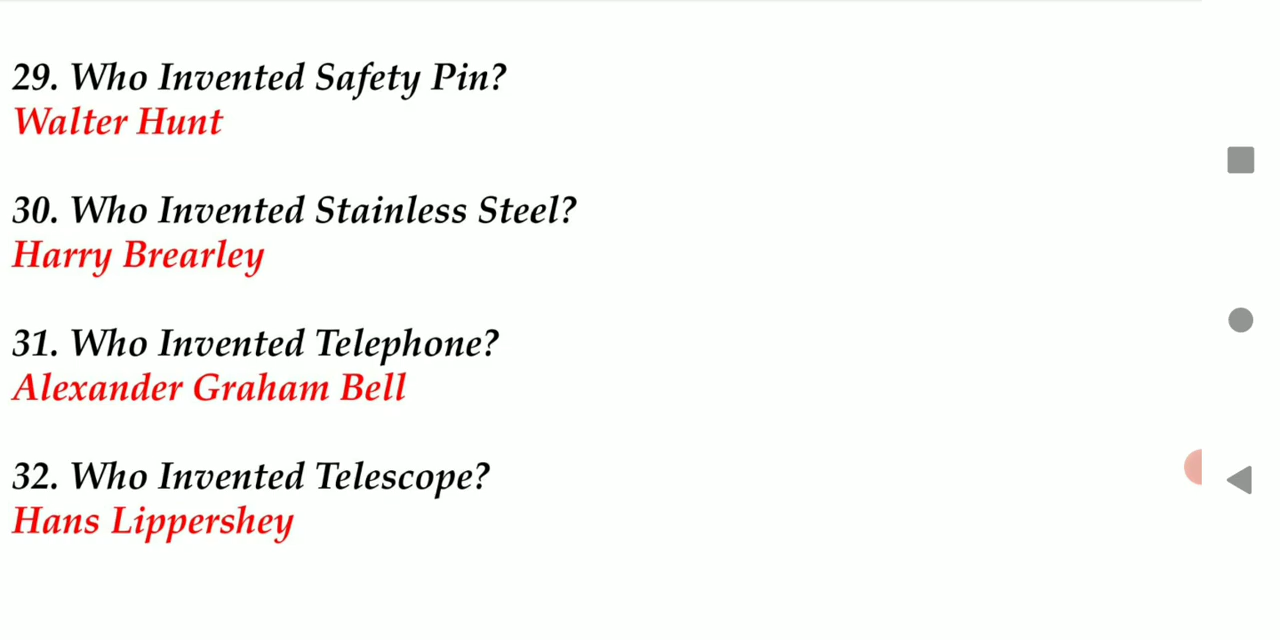 29. Who Invented Safety Pin?
Walter Hunt
30. Who Invented Stainless Steel?
Harry Brearley
31. Who Invented Telephone?
Alexander Graham Bell
32. Who Invented Telescope?
Hans Lippershey